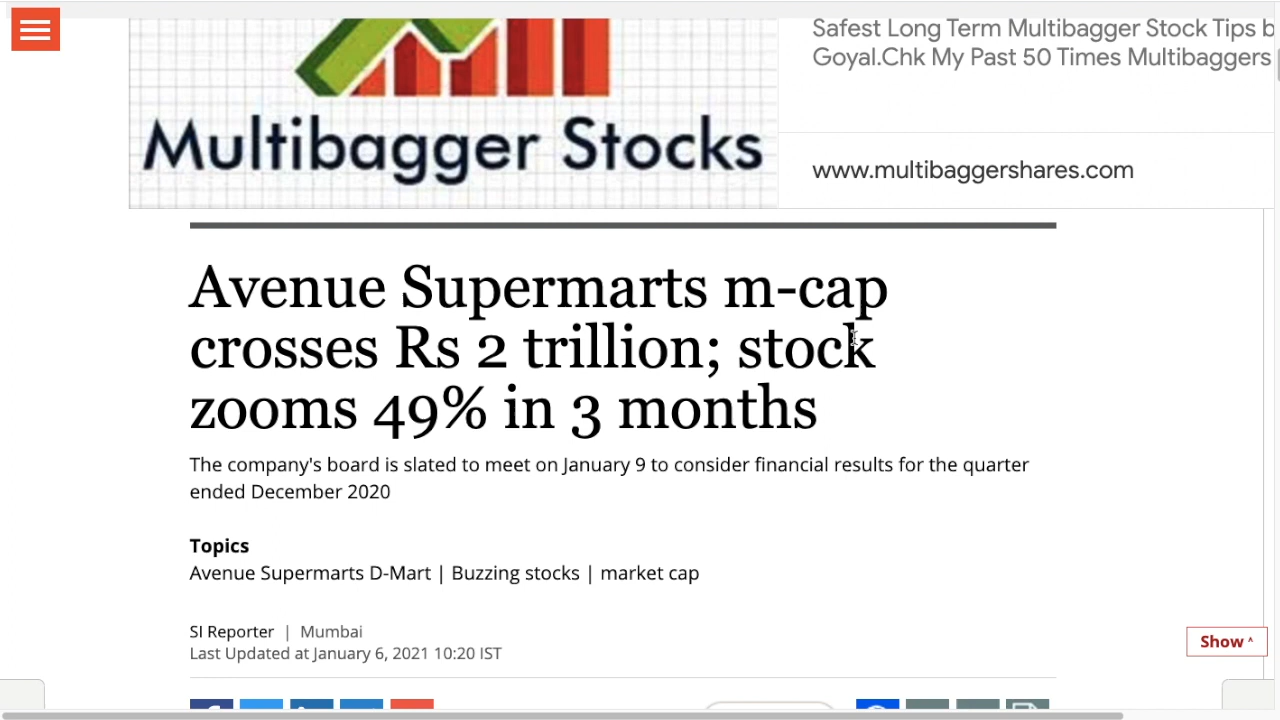 Safest Long Term Multibagger Stock Tips b
Goyal.Chk My Past 50 Times Multibaggers
Multibagger Stocks
www.multibaggershares.com
Avenue Supermarts m-cap
crosses Rs 2 trillion; stock
zooms 49% in 3 months
The company's board is slated to meet on January 9 to consider financial results for the quarter
ended December 2020
Topics
Avenue Supermarts D-Mart | Buzzing stocks | market cap
SI Reporter | Mumbai
Last Updated at January 6, 2021 10:20 IST
Show ^